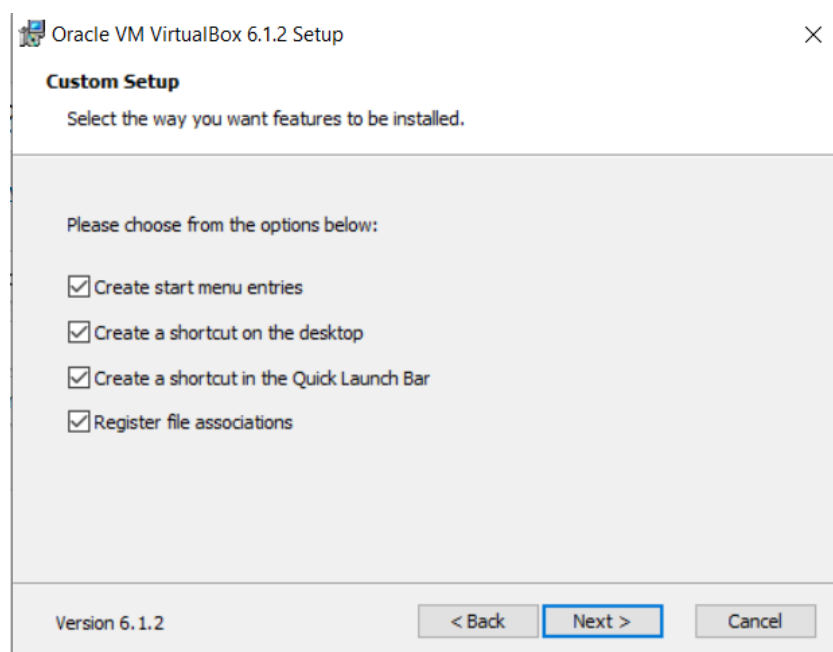 Oracle VM VirtualBox 6.1.2 Setup
Custom Setup
Select the way you want features to be installed.
Please choose from the options below:
Create start menu entries
Create a shortcut on the desktop
Create a shortcut in the Quick Launch Bar
Register file associations
Version 6.1.2
< Back
Next >
Cancel